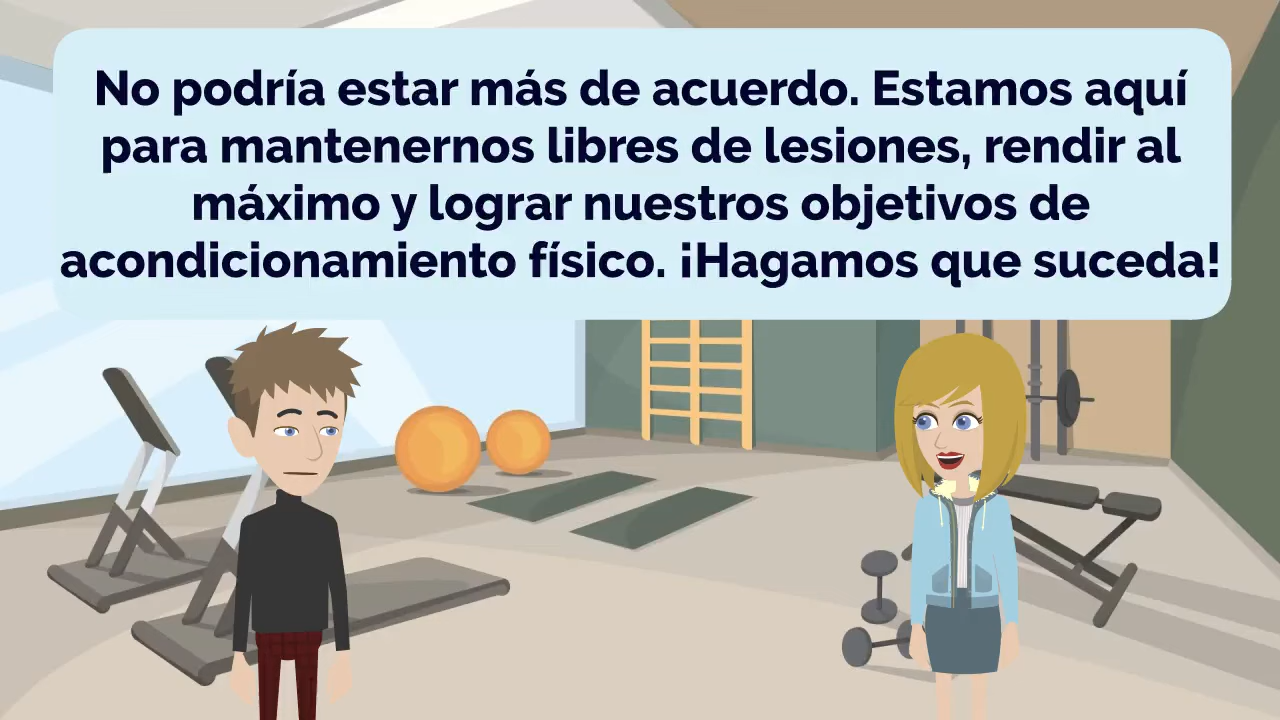 No podría estar más de acuerdo. Estamos aquí
para mantenernos libres de lesiones, rendir al
máximo y lograr nuestros objetivos de
acondicionamiento físico. ¡Hagamos que suceda!